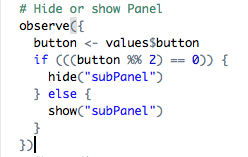 # Hide or show Panel
observe({
  button <- values$button
  if (((button %% 2) == 0)) {
    hide("subPanel")
  } else {
    show("subPanel")
  }
})